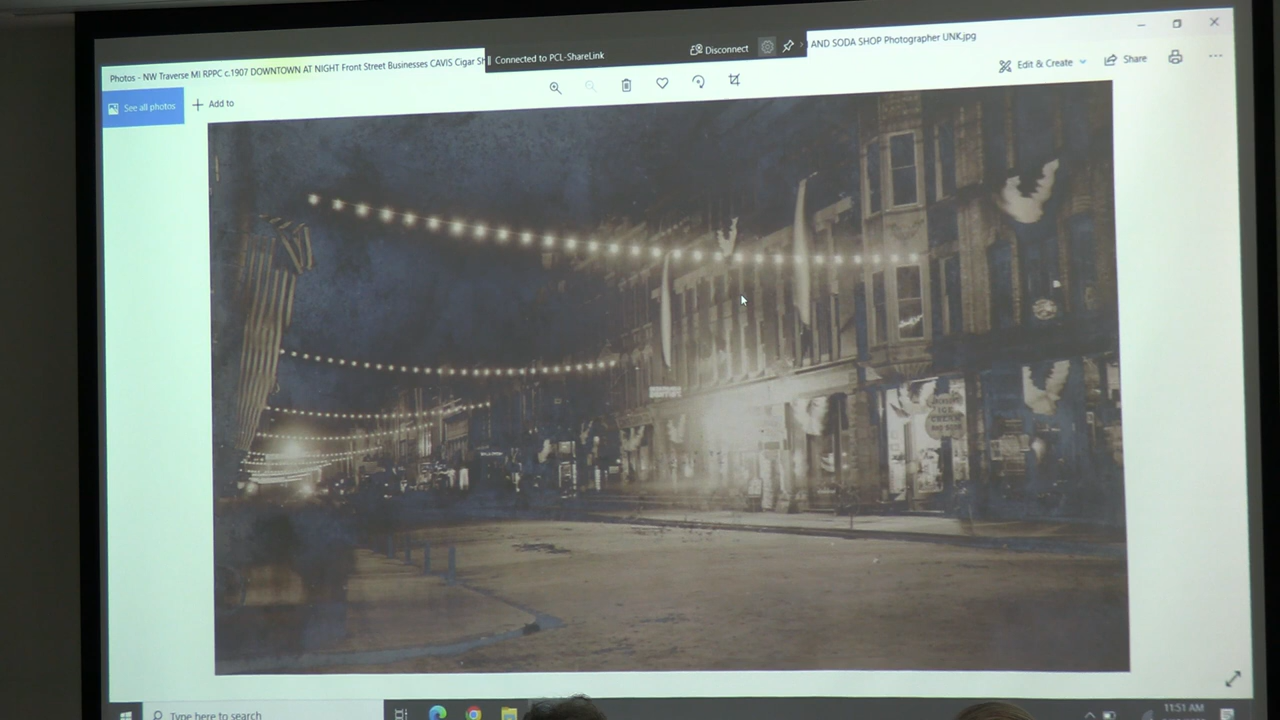 Photos - NW Traverse MI RPPC c.1907 DOWNTOWN AT NIGHT Front Street Businesses CAVIS Cigar
Connected to PCL-ShareLink
Disconnect
AND SODA SHOP Photographer UNK.jpg
See all photos
Add to
Edit & Create
Share
ICE
CREAM
Type here to search
11:51 AM